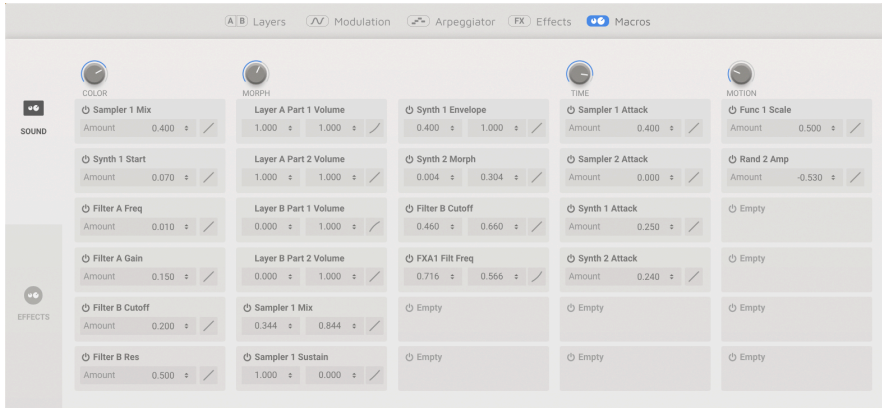 A B Layers Modulation Arpeggiator FX Effects Macros
COLOR MORPH TIME MOTION
SOUND
EFFECTS
Sampler 1 Mix Layer A Part 1 Volume Synth 1 Envelope Sampler 1 Attack Func 1 Scale
Amount 0.400 1.000 1.000 0.400 1.000 Amount 0.400 Amount 0.500
Synth 1 Start Layer A Part 2 Volume Synth 2 Morph Sampler 2 Attack Rand 2 Amp
Amount 0.070 1.000 1.000 0.004 0.304 Amount 0.000 Amount -0.530
Filter A Freq Layer B Part 1 Volume Filter B Cutoff Synth 1 Attack Empty
Amount 0.010 0.000 1.000 0.460 0.660 Amount 0.250
Filter A Gain Layer B Part 2 Volume FXA1 Filt Freq Synth 2 Attack Empty
Amount 0.150 0.000 1.000 0.716 0.566 Amount 0.240
Filter B Cutoff Sampler 1 Mix Empty Empty Empty
Amount 0.200 0.344 0.844
Filter B Res Sampler 1 Sustain Empty Empty Empty
Amount 0.500 1.000 0.000